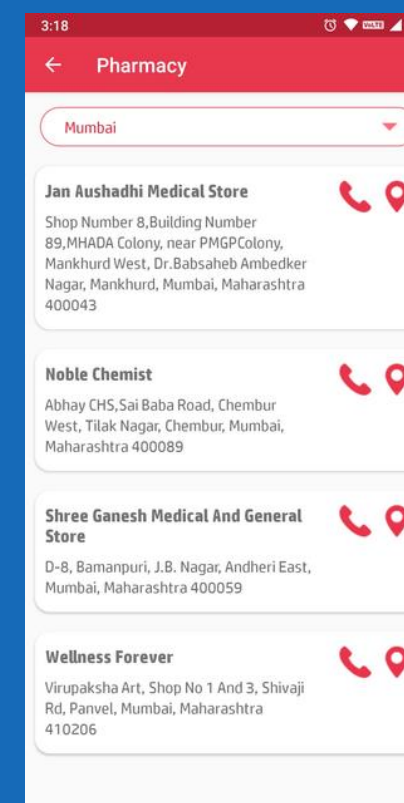 3:18 VoLTE
Pharmacy
Mumbai
Jan Aushadhi Medical Store
Shop Number 8,Building Number
89,MHADA Colony, near PMGPColony,
Mankhurd West, Dr.Babsaheb Ambedker
Nagar, Mankhurd, Mumbai, Maharashtra
400043
Noble Chemist
Abhay CHS,Sai Baba Road, Chembur
West, Tilak Nagar, Chembur, Mumbai,
Maharashtra 400089
Shree Ganesh Medical And General
Store
D-8, Bamanpuri, J.B. Nagar, Andheri East,
Mumbai, Maharashtra 400059
Wellness Forever
Virupaksha Art, Shop No 1 And 3, Shivaji
Rd, Panvel, Mumbai, Maharashtra
410206